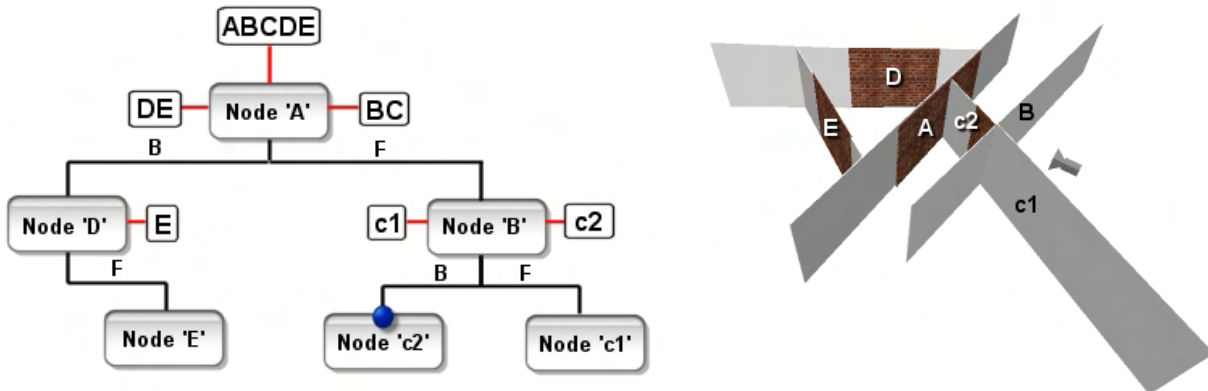 ABCDE
DE
Node 'A'
BC
B
F
Node 'D'
E
c1
Node 'B'
c2
F
B
F
Node 'E'
Node 'c2'
Node 'c1'
D
E
A
c2
B
c1